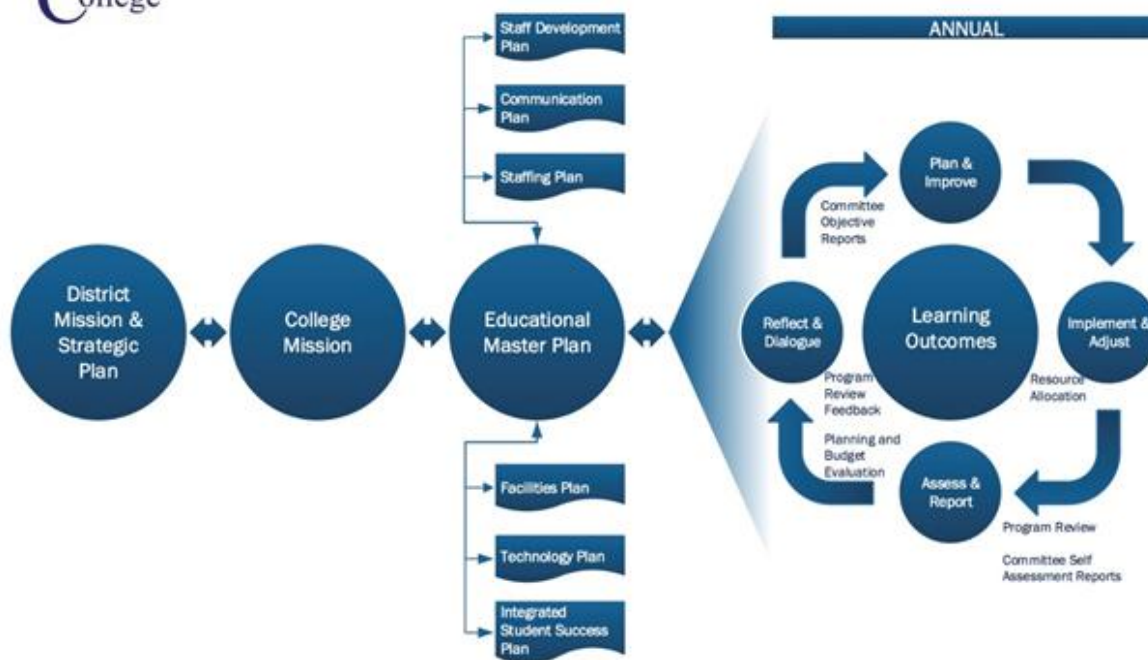 College
Staff Development
Plan
Communication
Plan
Staffing Plan
District
Mission &
Strategic
Plan
College
Mission
Educational
Master Plan
Facilities Plan
Technology Plan
Integrated
Student Success
Plan
ANNUAL
Plan &
Improve
Committee
Objective
Reports
Reflect &
Dialogue
Learning
Outcomes
Implement &
Adjust
Program
Review
Feedback
Resource
Allocation
Planning and
Budget
Evaluation
Assess &
Report
Program Review
Committee Self
Assessment Reports